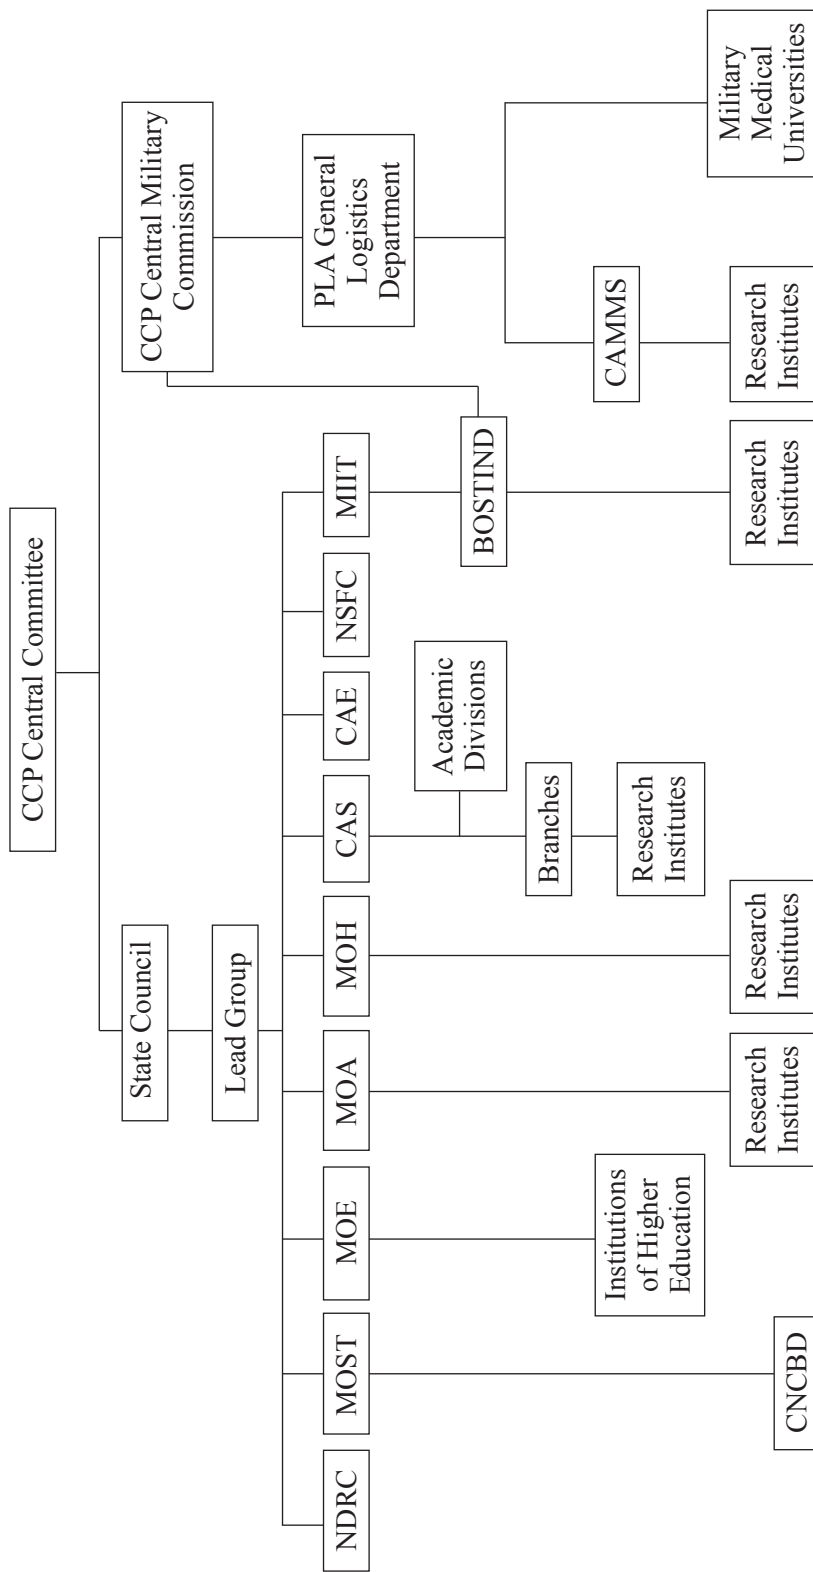 CCP Central Committee
State Council
CCP Central Military
Commission
Lead Group
PLA General
Logistics
Department
NDRC
MOST
MOE
MOA
MOH
CAS
CAE
NSFC
MIIT
Academic
Divisions
BOSTIND
Branches
CAMMS
Institutions
of Higher
Education
Research
Institutes
CNCBD
Research
Institutes
Research
Institutes
Research
Institutes
Research
Institutes
Military
Medical
Universities